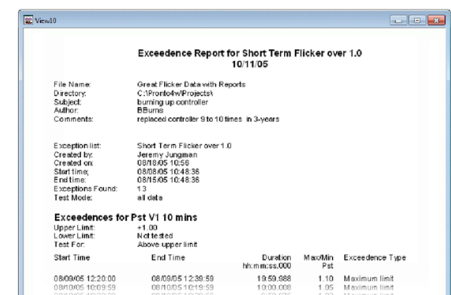 View10
Exceedence Report for Short Term Flicker over 1.0
10/11/05
File Name: Great Flicker Data with Reports
Directory: C:\Pronto4w\Projects\
Subject: burning up controller
Author: BBurns
Comments: replaced controller 9 to 10 times in 3-years
Exception list: Short Term Flicker over 1.0
Created by: Jeremy Jungman
Created on: 08/18/05 10:56
Start time; 08/08/05 10:48:36
End time: 08/15/05 10:48:36
Exceptions Found: 13
Test Mode: all data
Exceedences for Pst V1 10 mins
Upper Limit: +1.00
Lower Limit: Not tested
Test For: Above upper limit
Start Time End Time Duration Max/Min Exceedence Type
hh:mm:ss.000 Pst
08/09/05 12:20:00 08/09/05 12:39:59 19:59.988 1.10 Maximum limit
08/10/05 10:09:59 08/10/05 10:19:59 10:00.008 1.05 Maximum limit